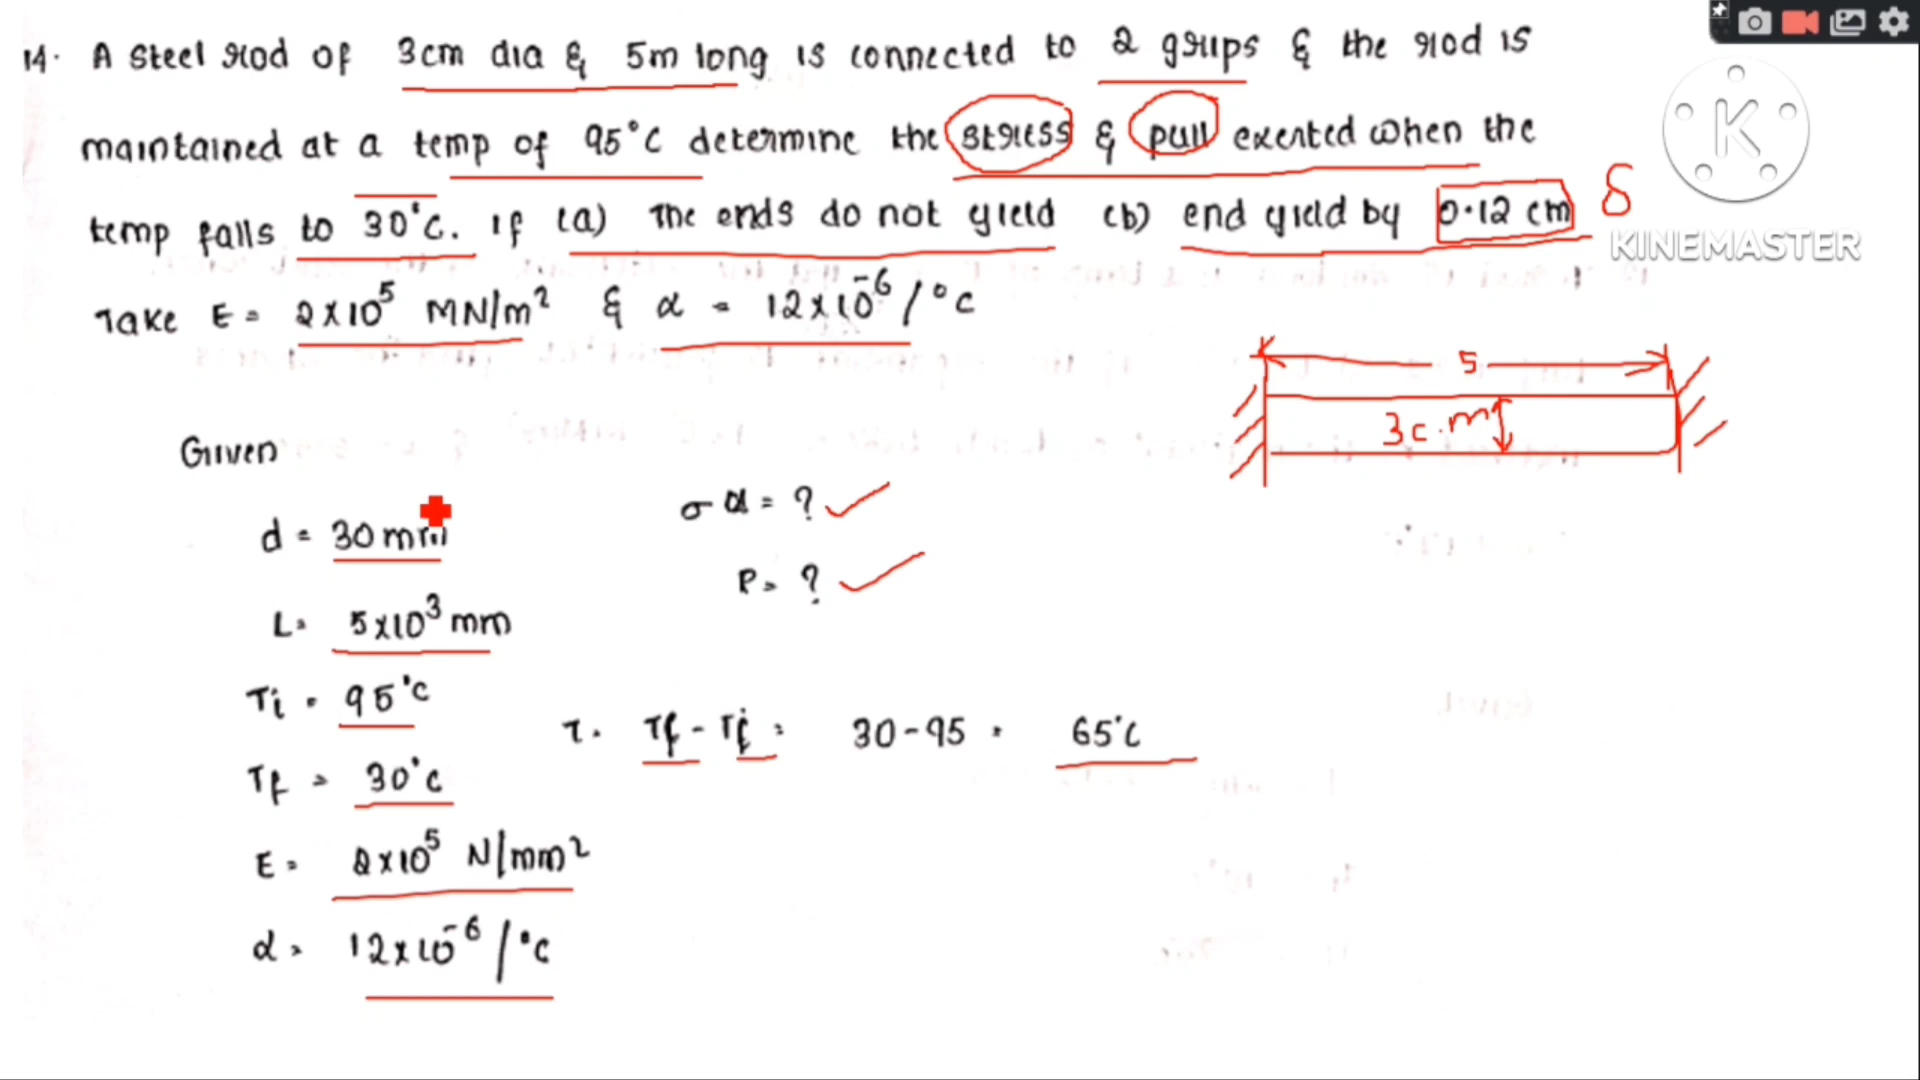 14. A steel rod of 3cm dia & 5m long is connected to 2 grips & the rod is
maintained at a temp of 95°C determine the stress & pull exerted when the
temp falls to 30°C. if (a) The ends do not yield (b) end yield by 0.12 cm δ
Take E = 2x10⁵ MN/m² & α = 12x10⁻⁶/°C
K
KINEMASTER
5
3c.m
Given
d = 30mm
σ α = ?
P = ?
L = 5x10³ mm
Ti = 95°C
T = Tf - Ti = 30-95 = 65°C
Tf = 30°C
E = 2x10⁵ N/mm²
α = 12x10⁻⁶/°C